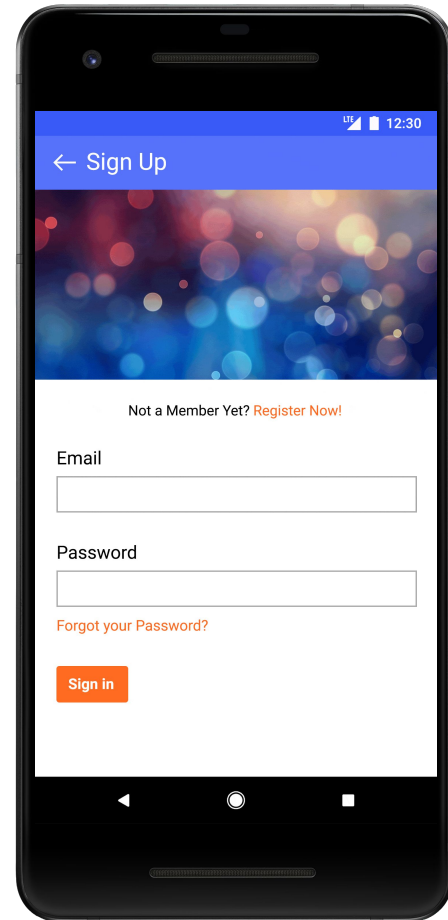 LTE 12:30
← Sign Up
Not a Member Yet? Register Now!
Email
Password
Forgot your Password?
Sign in